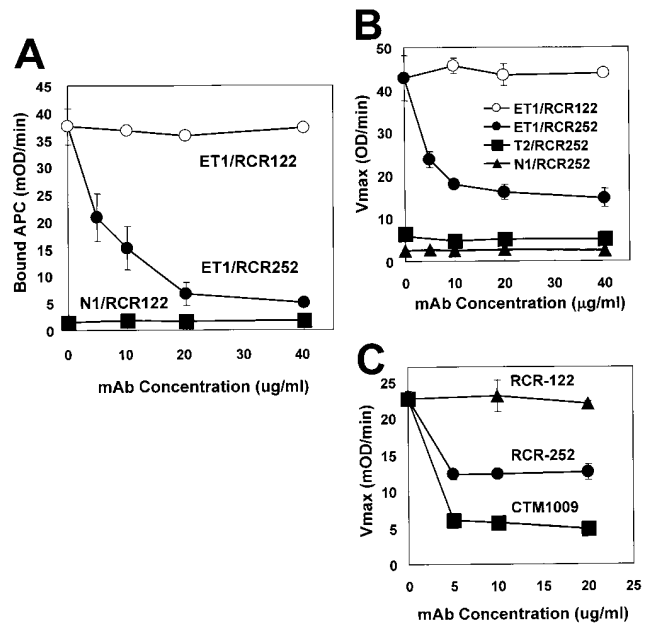 A
45
40
35
30
25
20
15
10
5
0
Bound APC (mOD/min)
ET1/RCR122
ET1/RCR252
N1/RCR122
0
10
20
30
40
mAb Concentration (ug/ml)
B
50
40
30
20
10
0
Vmax (OD/min)
ET1/RCR122
ET1/RCR252
T2/RCR252
N1/RCR252
0
10
20
30
40
mAb Concentration (μg/ml)
C
25
20
15
10
5
0
Vmax (mOD/min)
RCR-122
RCR-252
CTM1009
0
5
10
15
20
25
mAb Concentration (ug/ml)